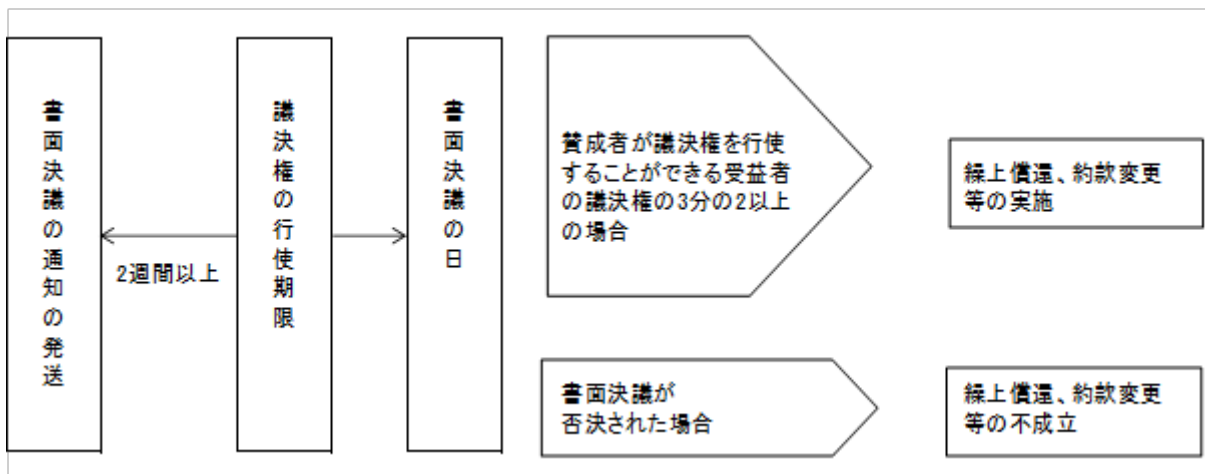 書面決議の通知の発送
2週間以上
議決権の行使期限
書面決議の日
賛成者が議決権を行使
することができる受益者
の議決権の3分の2以上
の場合
繰上償還、約款変更
等の実施
書面決議が
否決された場合
繰上償還、約款変更
等の不成立